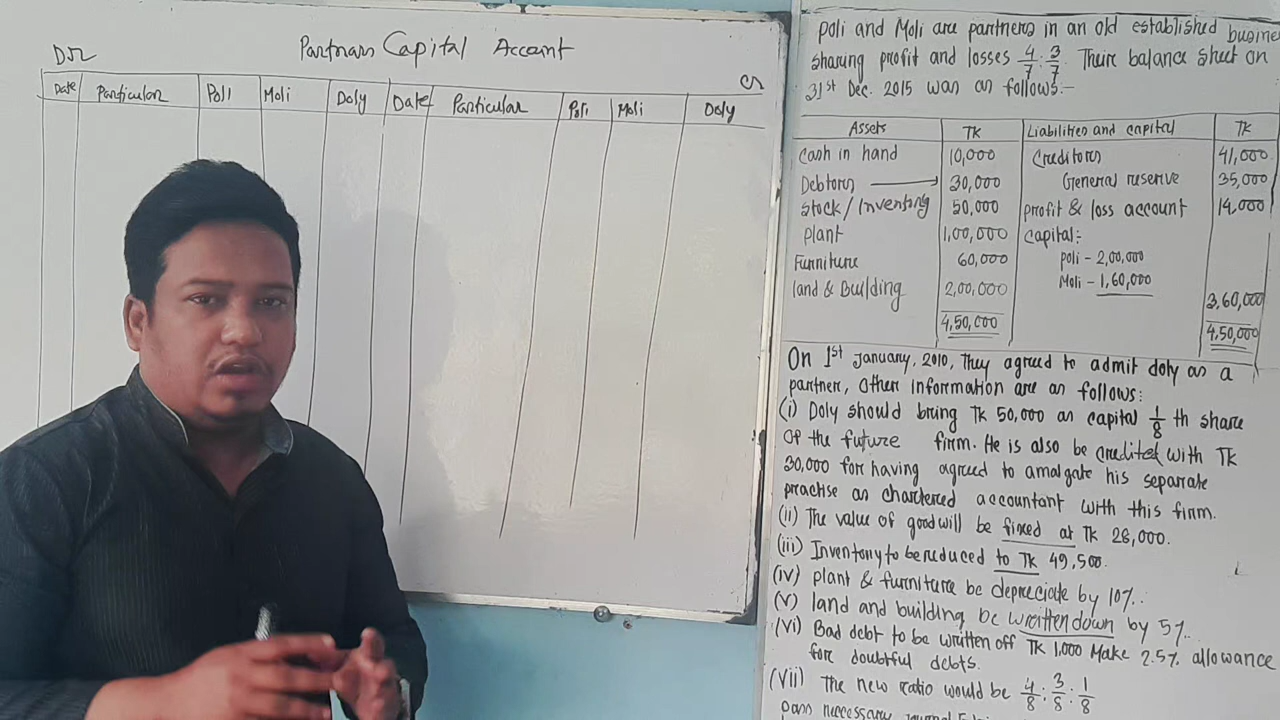 Partners Capital Account
Dr
Cr
Date Particular Poli Moli Doly Date Particular Poli Moli Doly
Poli and Moli are partners in an old established busine
sharing profit and losses 4/7 : 3/7. Their balance sheet on
31st Dec. 2015 was as follows:-
Assets TK Liabilities and capital TK
Cash in hand 10,000 Creditors 41,000
Debtors 30,000 General reserve 35,000
Stock/Inventory 50,000 profit & loss account 14,000
plant 1,00,000 Capital:-
Furniture 60,000 poli - 2,00,000
land & Building 2,00,000 Moli - 1,60,000
3,60,000
4,50,000 4,50,000
On 1st January, 2010, They agreed to admit doly as a
partner, Other information are as follows:
(i) Doly should bring TK 50,000 as capital 1/8 th share
of the future firm. He is also be credited with TK
30,000 for having agreed to amalgate his separate
practise as chartered accountant with this firm.
(ii) The value of goodwill be fixed at TK 28,000.
(iii) Inventory to be reduced to TK 49,500.
(iv) plant & furniture be depreciate by 10%.
(v) land and building be written down by 5%.
(vi) Bad debt to be written off TK 1,000 Make 2.5% allowance
for doubtful debts.
(vii) The new ratio would be 4/8 : 3/8 : 1/8
pass necessary